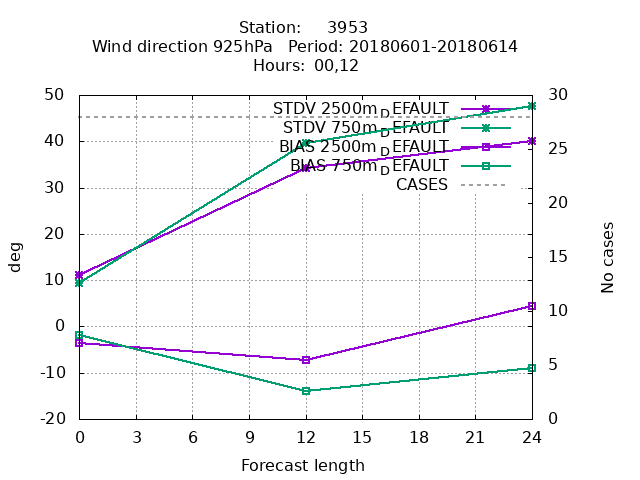 Station: 3953
Wind direction 925hPa Period: 20180601-20180614
Hours: 00,12
50 30
STDV 2500m_DEFAULT
STDV 750m_DEFAULT
40 BIAS 2500m_DEFAULT 25
BIAS 750m_DEFAULT
30 CASES
20 20
10 15
0 10
-10 5
-20 0
deg
No cases
0 3 6 9 12 15 18 21 24
Forecast length